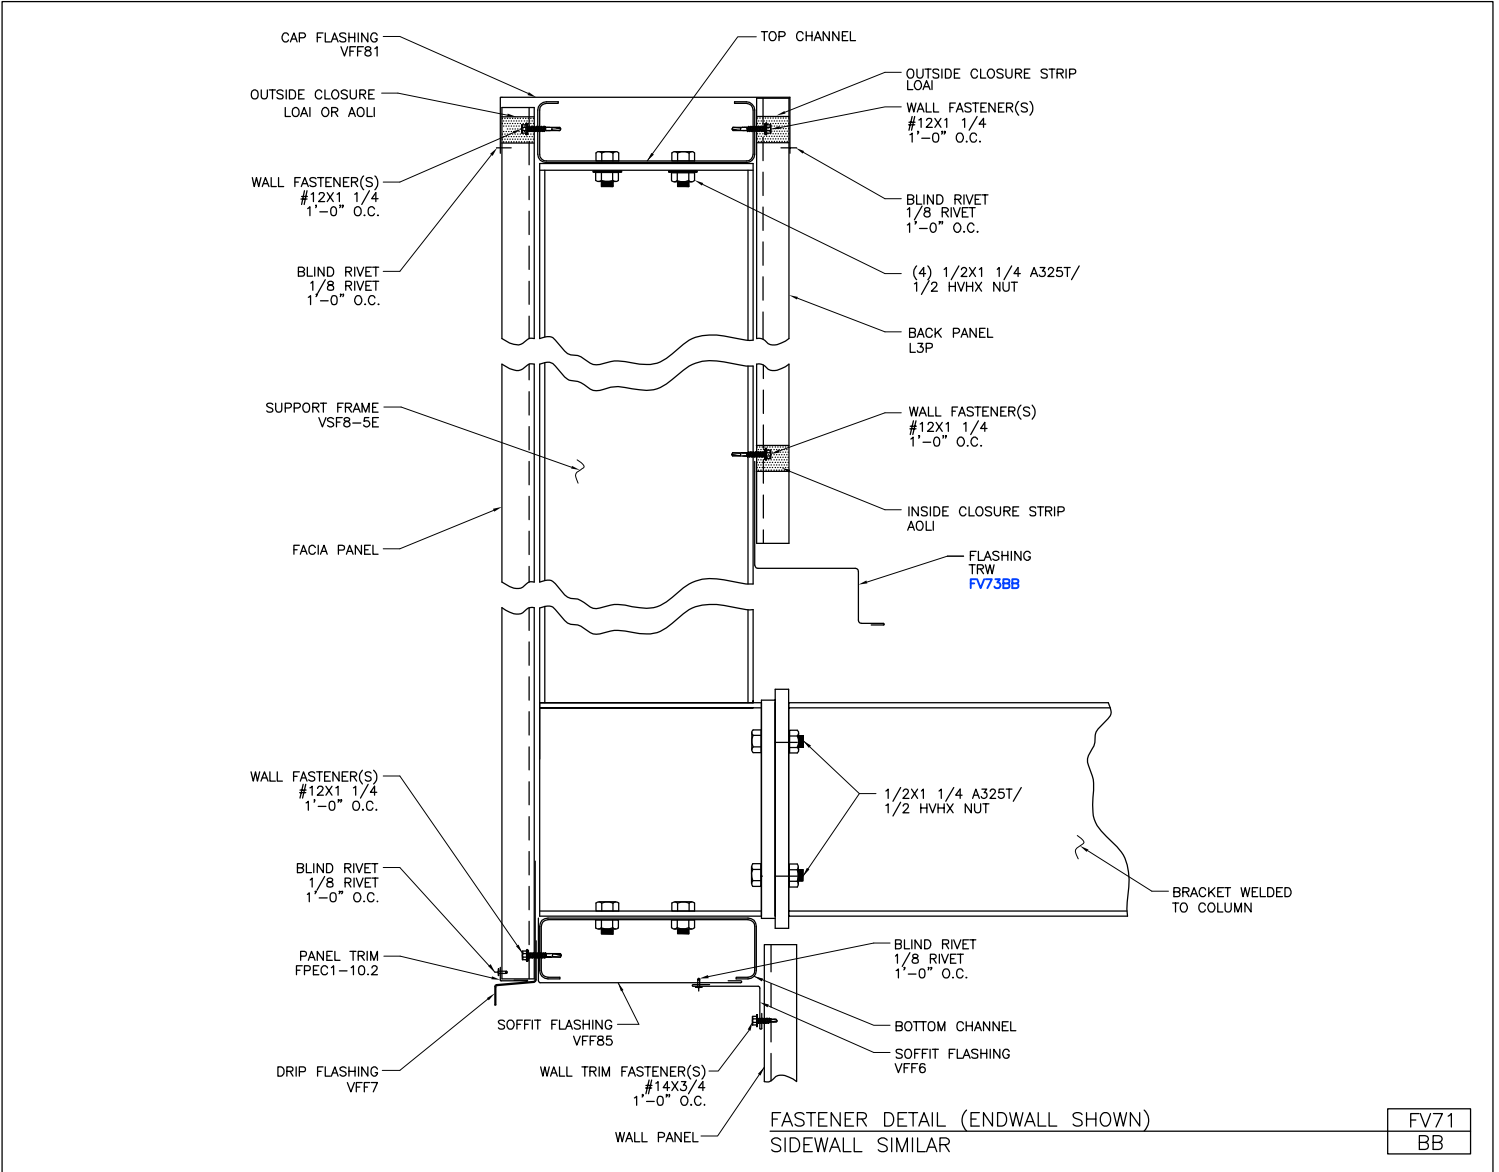 CAP FLASHING
VFF81
TOP CHANNEL
OUTSIDE CLOSURE STRIP
LOAI
OUTSIDE CLOSURE
LOAI OR AOLI
WALL FASTENER(S)
#12X1 1/4
1'-0" O.C.
WALL FASTENER(S)
#12X1 1/4
1'-0" O.C.
BLIND RIVET
1/8 RIVET
1'-0" O.C.
BLIND RIVET
1/8 RIVET
1'-0" O.C.
(4) 1/2X1 1/4 A325T/
1/2 HVHX NUT
BACK PANEL
L3P
SUPPORT FRAME
VSF8-5E
WALL FASTENER(S)
#12X1 1/4
1'-0" O.C.
INSIDE CLOSURE STRIP
AOLI
FACIA PANEL
FLASHING
TRW
FV73BB
WALL FASTENER(S)
#12X1 1/4
1'-0" O.C.
1/2X1 1/4 A325T/
1/2 HVHX NUT
BLIND RIVET
1/8 RIVET
1'-0" O.C.
BRACKET WELDED
TO COLUMN
PANEL TRIM
FPEC1-10.2
BLIND RIVET
1/8 RIVET
1'-0" O.C.
SOFFIT FLASHING
VFF85
BOTTOM CHANNEL
SOFFIT FLASHING
VFF6
DRIP FLASHING
VFF7
WALL TRIM FASTENER(S)
#14X3/4
1'-0" O.C.
WALL PANEL
FASTENER DETAIL (ENDWALL SHOWN)
SIDEWALL SIMILAR
FV71
BB